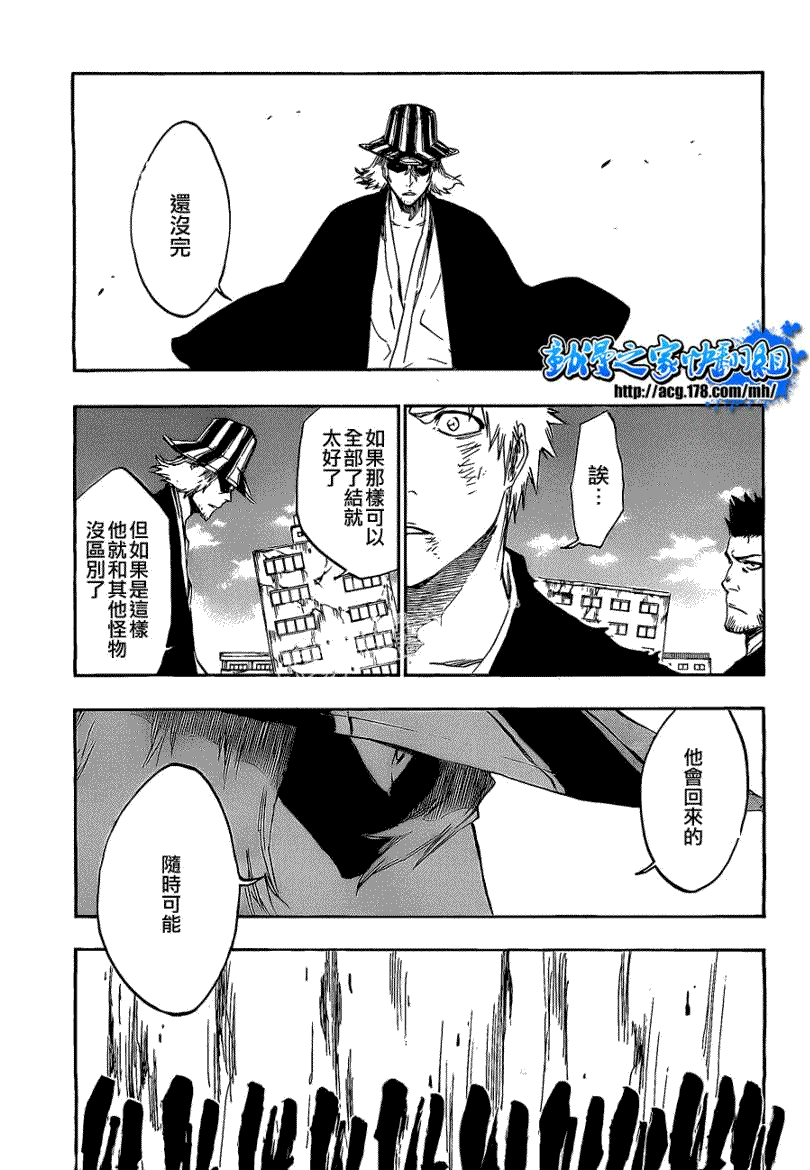 還沒完
動漫之家快翻組
http://acg.178.com/mh/
誒…
如果那樣可以
全部了結就
太好了
但如果是這樣
他就和其他怪物
沒區別了
他會回來的
隨時可能